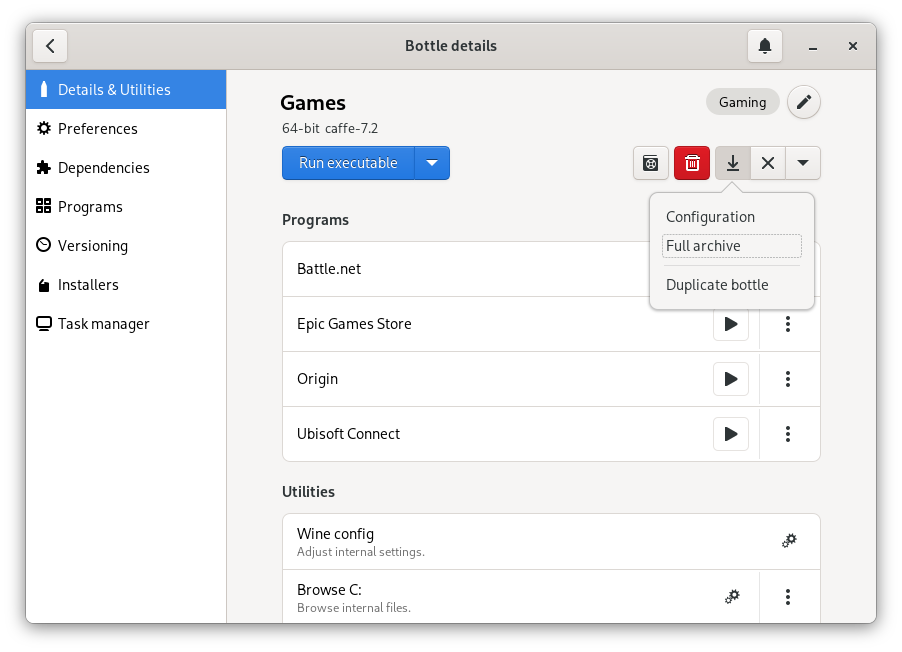 Bottle details
Details & Utilities
Preferences
Dependencies
Programs
Versioning
Installers
Task manager
Games
Gaming
64-bit caffe-7.2
Run executable
Configuration
Full archive
Duplicate bottle
Programs
Battle.net
Epic Games Store
Origin
Ubisoft Connect
Utilities
Wine config
Adjust internal settings.
Browse C:
Browse internal files.